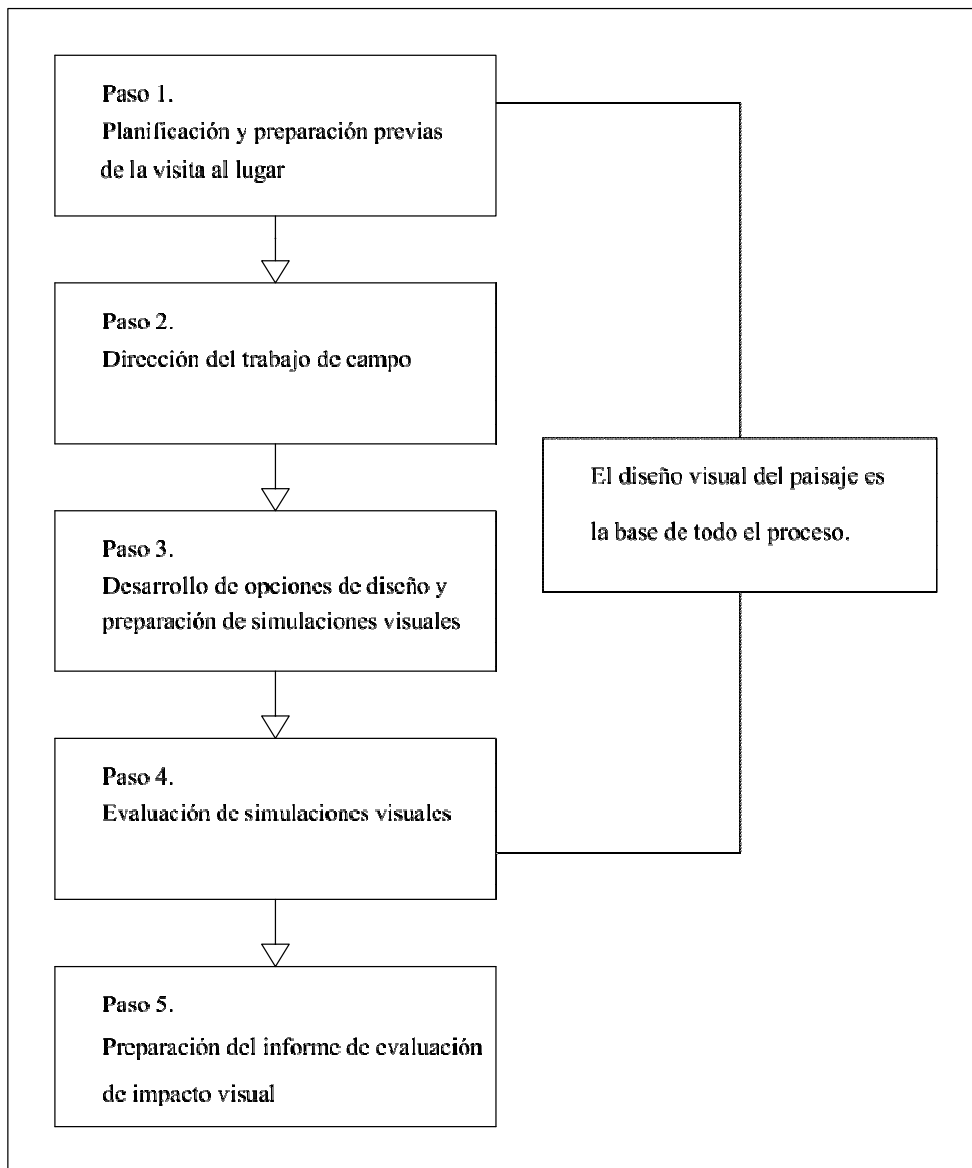 Paso 1.
Planificación y preparación previas
de la visita al lugar
Paso 2.
Dirección del trabajo de campo
Paso 3.
Desarrollo de opciones de diseño y
preparación de simulaciones visuales
Paso 4.
Evaluación de simulaciones visuales
Paso 5.
Preparación del informe de evaluación
de impacto visual
El diseño visual del paisaje es
la base de todo el proceso.